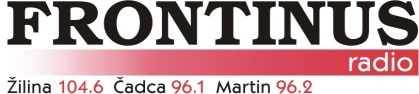 FRONTINUS
radio
Žilina 104.6 Čadca 96.1 Martin 96.2